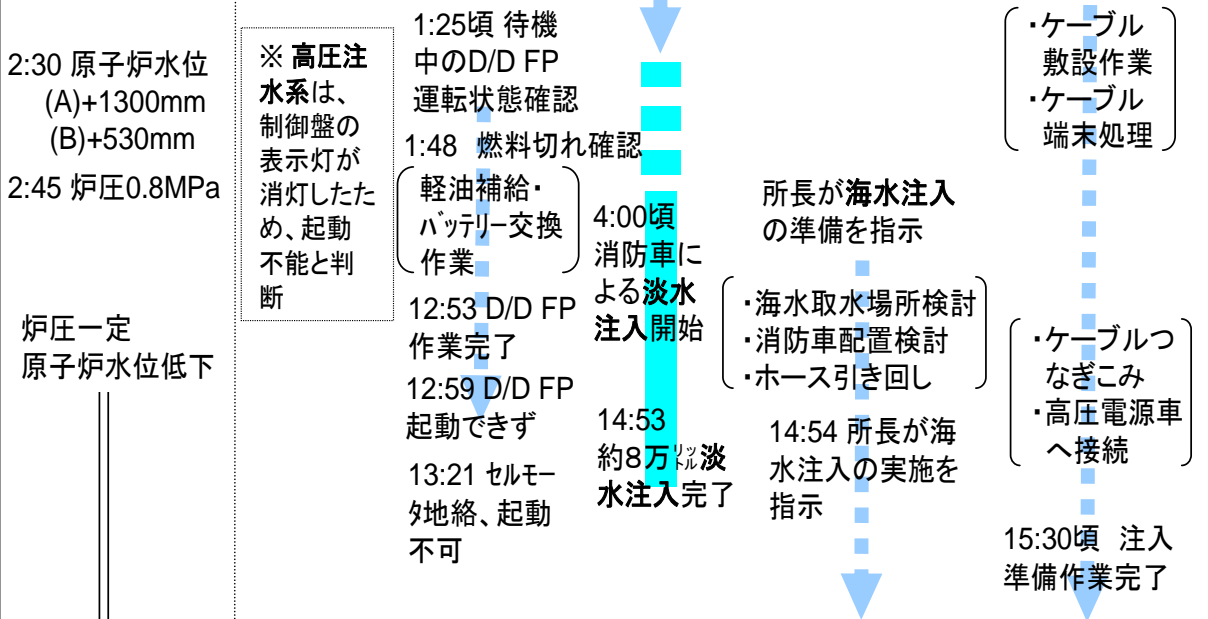 2:30 原子炉水位
(A)+1300mm
(B)+530mm
2:45 炉圧0.8MPa
炉圧一定
原子炉水位低下
※ 高圧注
水系は、
制御盤の
表示灯が
消灯したた
め、起動
不能と判
断
1:25頃 待機
中のD/D FP
運転状態確認
1:48 燃料切れ確認
軽油補給・
バッテリー交換
作業
12:53 D/D FP
作業完了
12:59 D/D FP
起動できず
13:21 セルモー
タ地絡、起動
不可
4:00頃
消防車に
よる淡水
注入開始
14:53
約8万リットル淡
水注入完了
所長が海水注入
の準備を指示
・海水取水場所検討
・消防車配置検討
・ホース引き回し
14:54 所長が海
水注入の実施を
指示
・ケーブル
敷設作業
・ケーブル
端末処理
・ケーブルつ
なぎこみ
・高圧電源車
へ接続
15:30頃 注入
準備作業完了